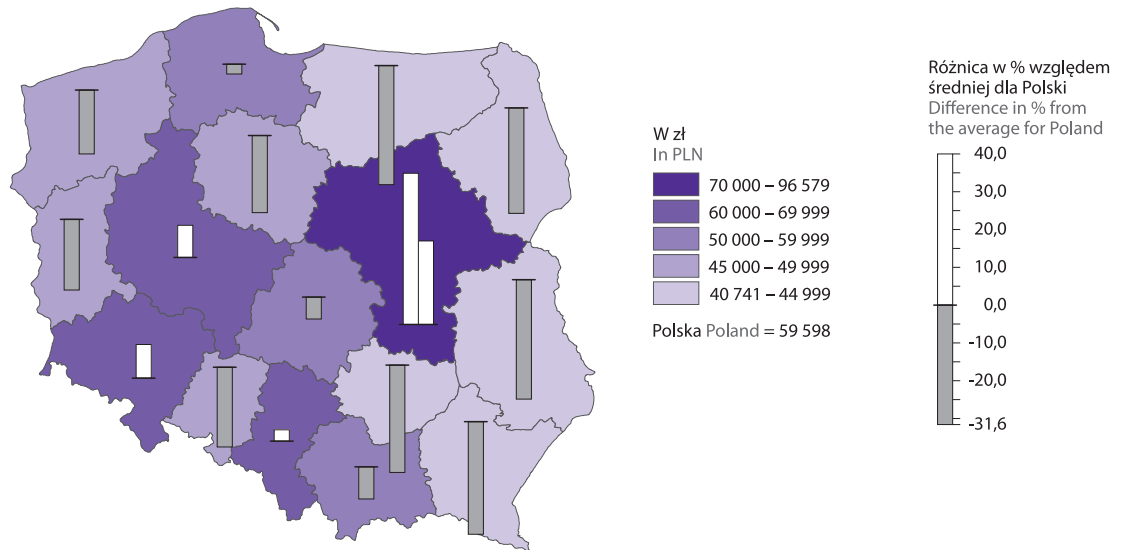 W zł
In PLN
70 000 – 96 579
60 000 – 69 999
50 000 – 59 999
45 000 – 49 999
40 741 – 44 999
Polska Poland = 59 598
Różnica w % względem
średniej dla Polski
Difference in % from
the average for Poland
40,0
30,0
20,0
10,0
0,0
-10,0
-20,0
-31,6